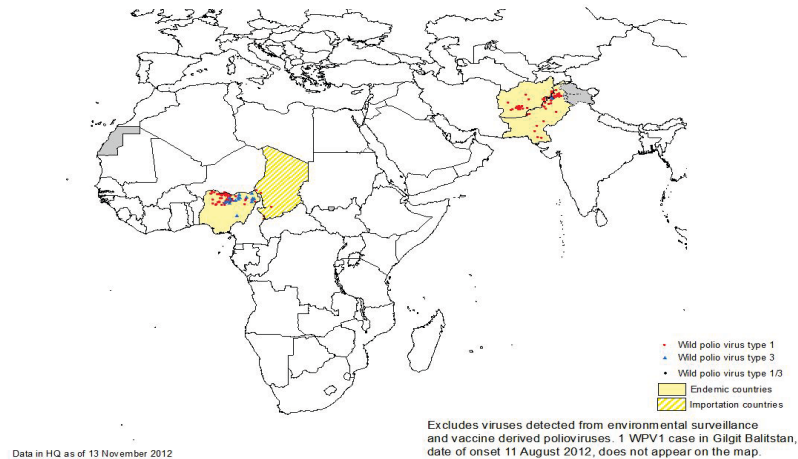 Wild polio virus type 1
Wild polio virus type 3
Wild polio virus type 1/3
Endemic countries
Importation countries
Excludes viruses detected from environmental surveillance
and vaccine derived polioviruses. 1 WPV1 case in Gilgit Balitstan,
date of onset 11 August 2012, does not appear on the map.
Data in HQ as of 13 November 2012